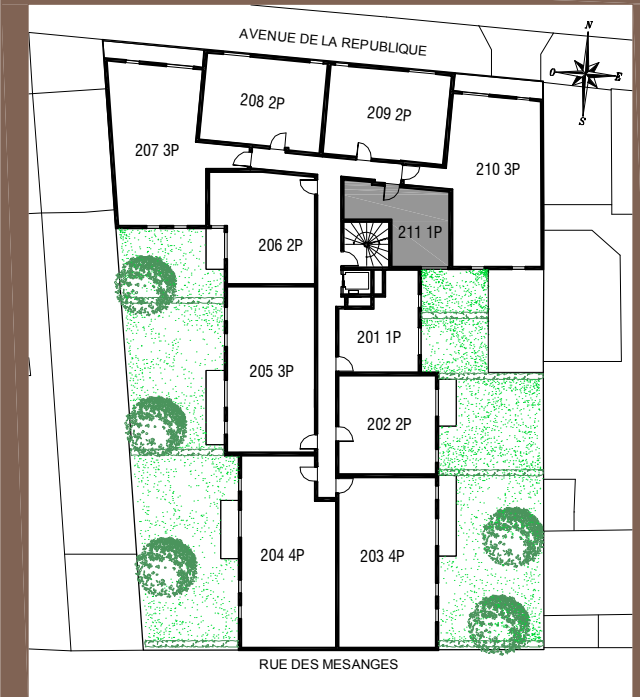 AVENUE DE LA REPUBLIQUE
N
O
E
S
208 2P
209 2P
207 3P
210 3P
206 2P
211 1P
201 1P
205 3P
202 2P
204 4P
203 4P
RUE DES MESANGES